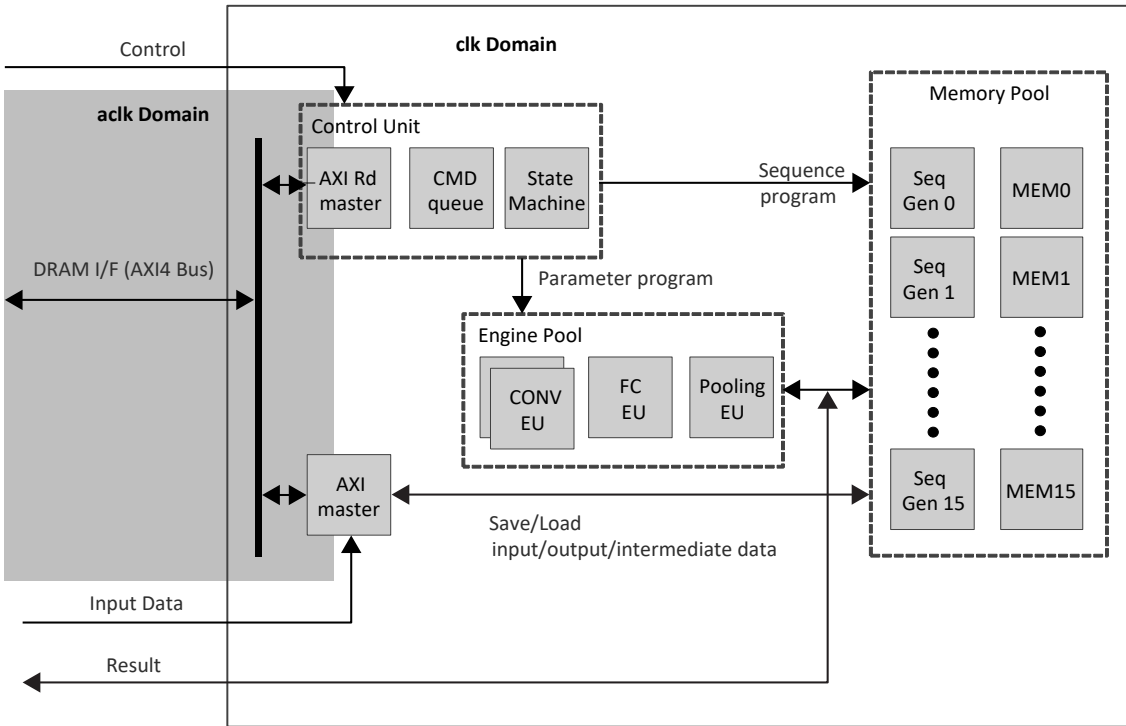 clk Domain
Control
aclk Domain
Control Unit
AXI Rd
master
CMD
queue
State
Machine
Sequence
program
Memory Pool
Seq
Gen 0
MEM0
Seq
Gen 1
MEM1
DRAM I/F (AXI4 Bus)
Parameter program
Engine Pool
CONV
EU
FC
EU
Pooling
EU
AXI
master
Seq
Gen 15
MEM15
Save/Load
input/output/intermediate data
Input Data
Result